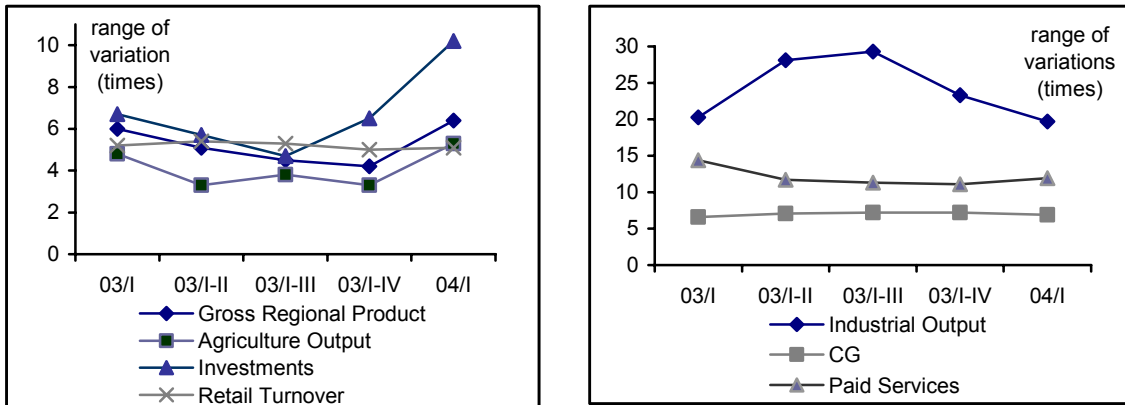 range of
variation
(times)
10
8
6
4
2
0
03/I 03/I-II 03/I-III 03/I-IV 04/I
Gross Regional Product
Agriculture Output
Investments
Retail Turnover
range of
variations
(times)
30
25
20
15
10
5
0
03/I 03/I-II 03/I-III 03/I-IV 04/I
Industrial Output
CG
Paid Services